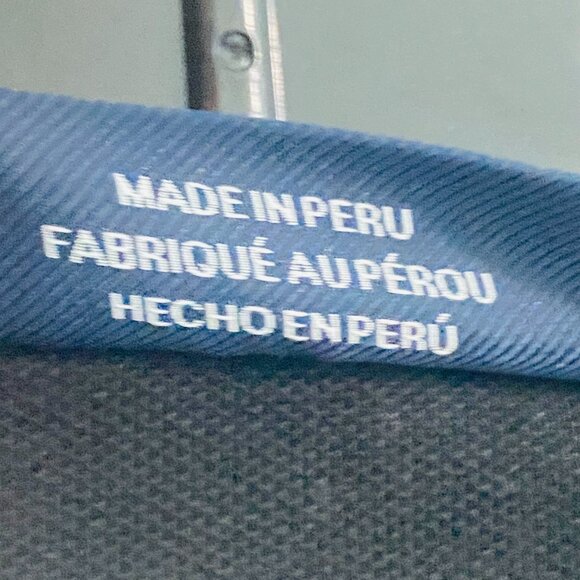 MADE IN PERU
FABRIQUÉ AU PÉROU
HECHO EN PERÚ